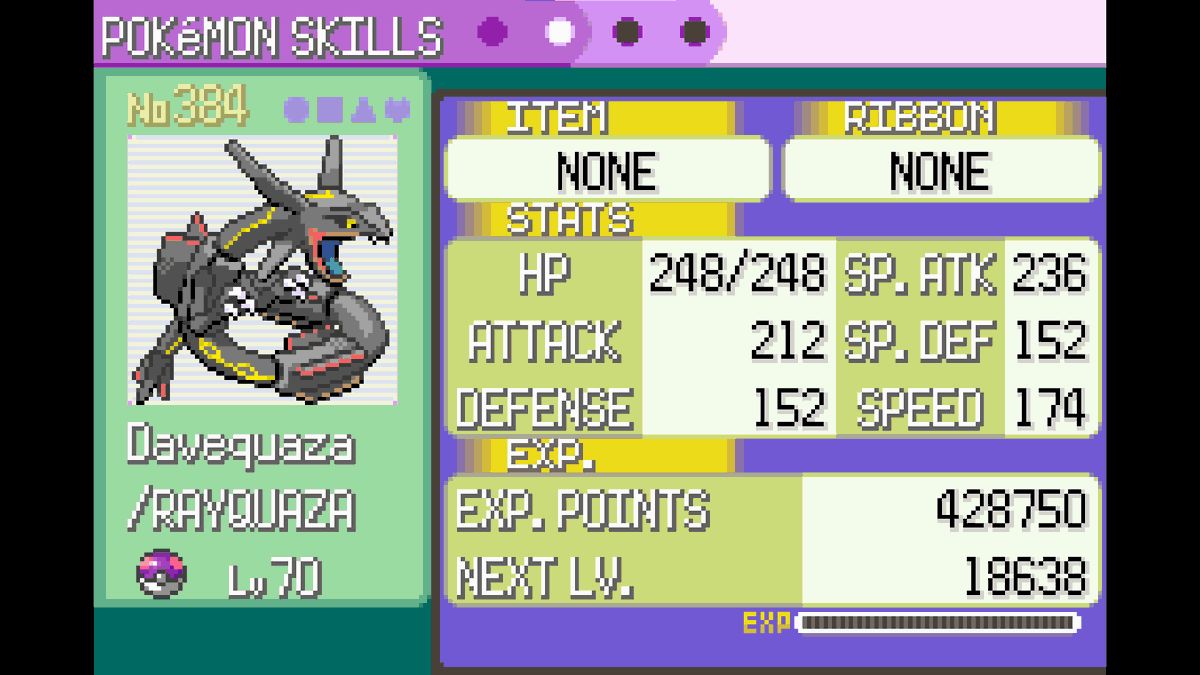 POKéMON SKILLS
No384
ITEM RIBBON
NONE NONE
STATS
HP 248/248 SP. ATK 236
ATTACK 212 SP. DEF 152
DEFENSE 152 SPEED 174
EXP.
EXP. POINTS 428750
NEXT LV. 18638
EXP
Davequaza
/RAYQUAZA
Lv70